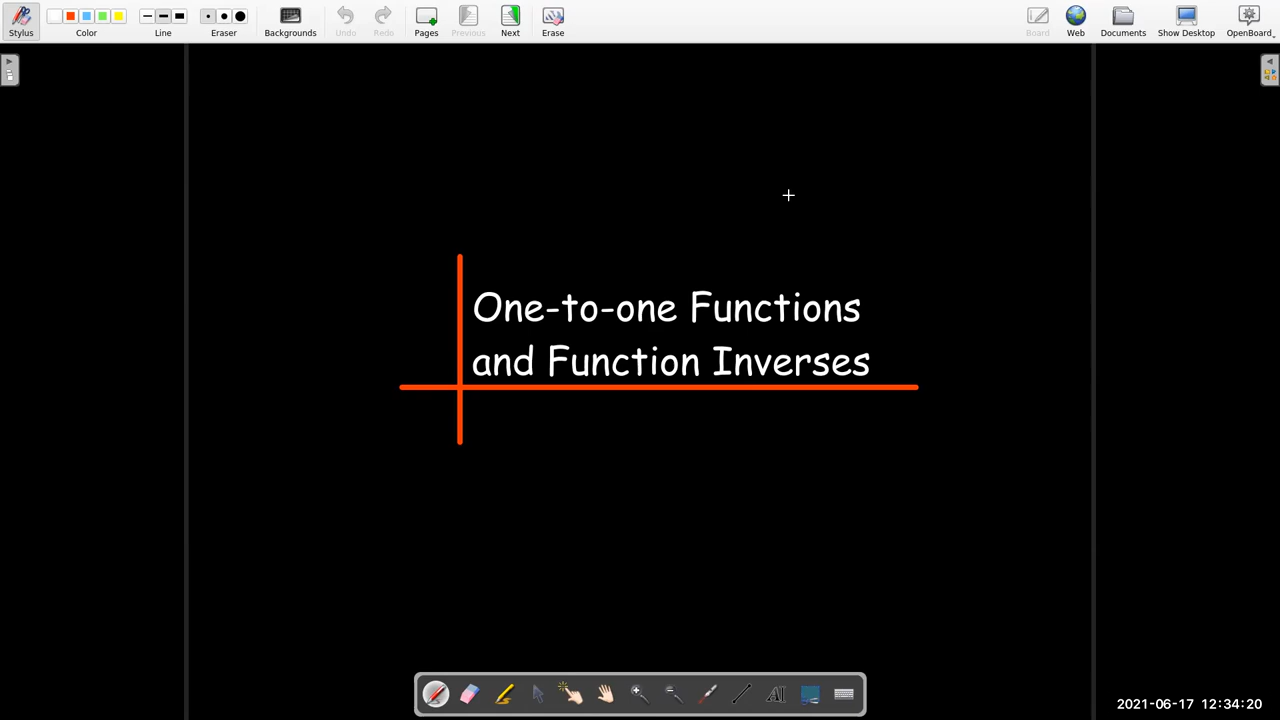 Stylus Color Line Eraser Backgrounds Undo Redo Pages Previous Next Erase Board Web Documents Show Desktop OpenBoard
One-to-one Functions
and Function Inverses
AI
2021-06-17 12:34:20